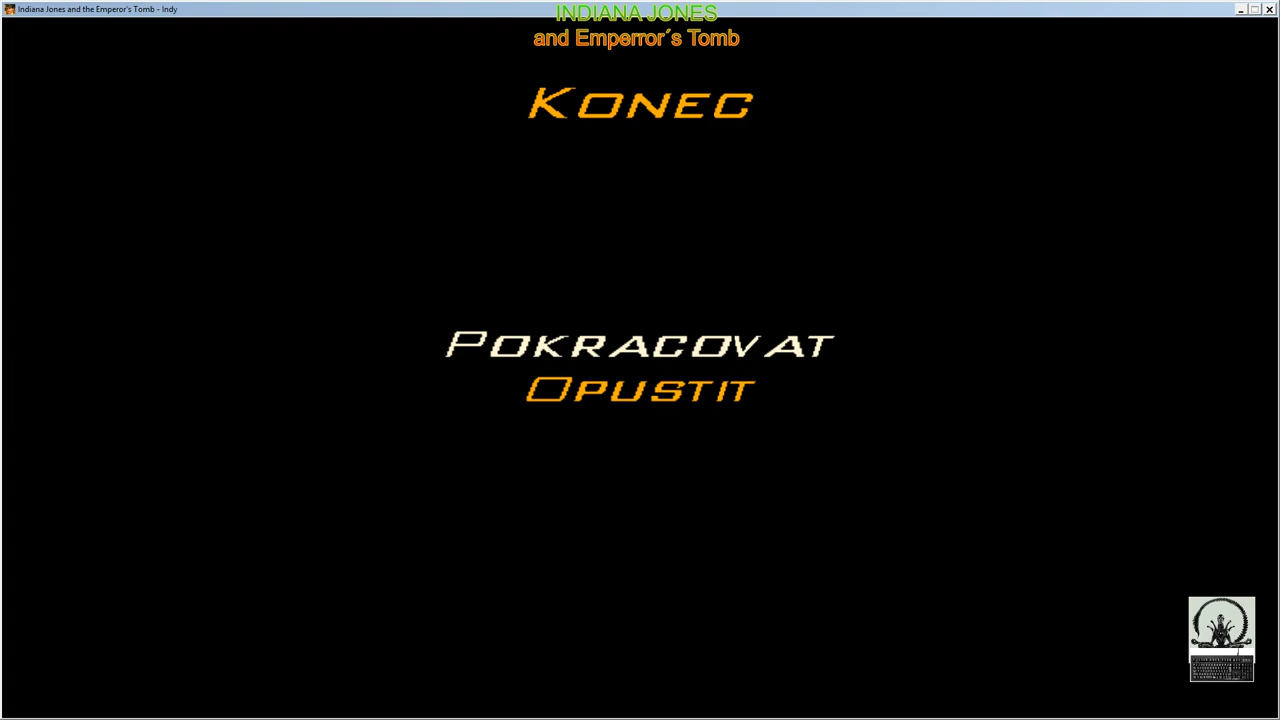 Indiana Jones and the Emperor's Tomb - Indy
INDIANA JONES
and Emperror´s Tomb
KONEC
POKRACOVAT
OPUSTIT